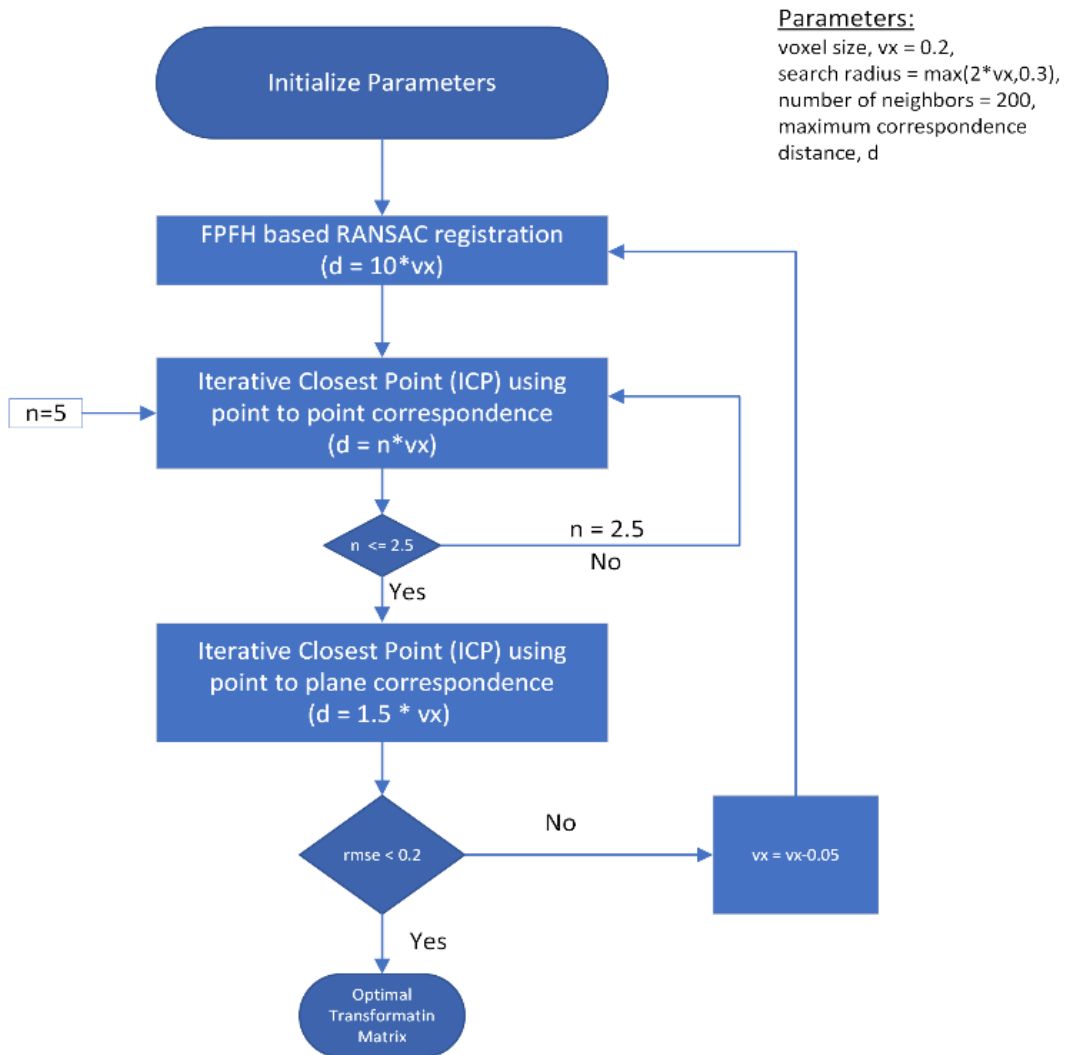 Parameters:
voxel size, vx = 0.2,
search radius = max(2*vx,0.3),
number of neighbors = 200,
maximum correspondence
distance, d
Initialize Parameters
FPFH based RANSAC registration
(d = 10*vx)
Iterative Closest Point (ICP) using
point to point correspondence
(d = n*vx)
n=5
n <= 2.5
n = 2.5
No
Yes
Iterative Closest Point (ICP) using
point to plane correspondence
(d = 1.5 * vx)
rmse < 0.2
No
vx = vx-0.05
Yes
Optimal
Transformatin
Matrix